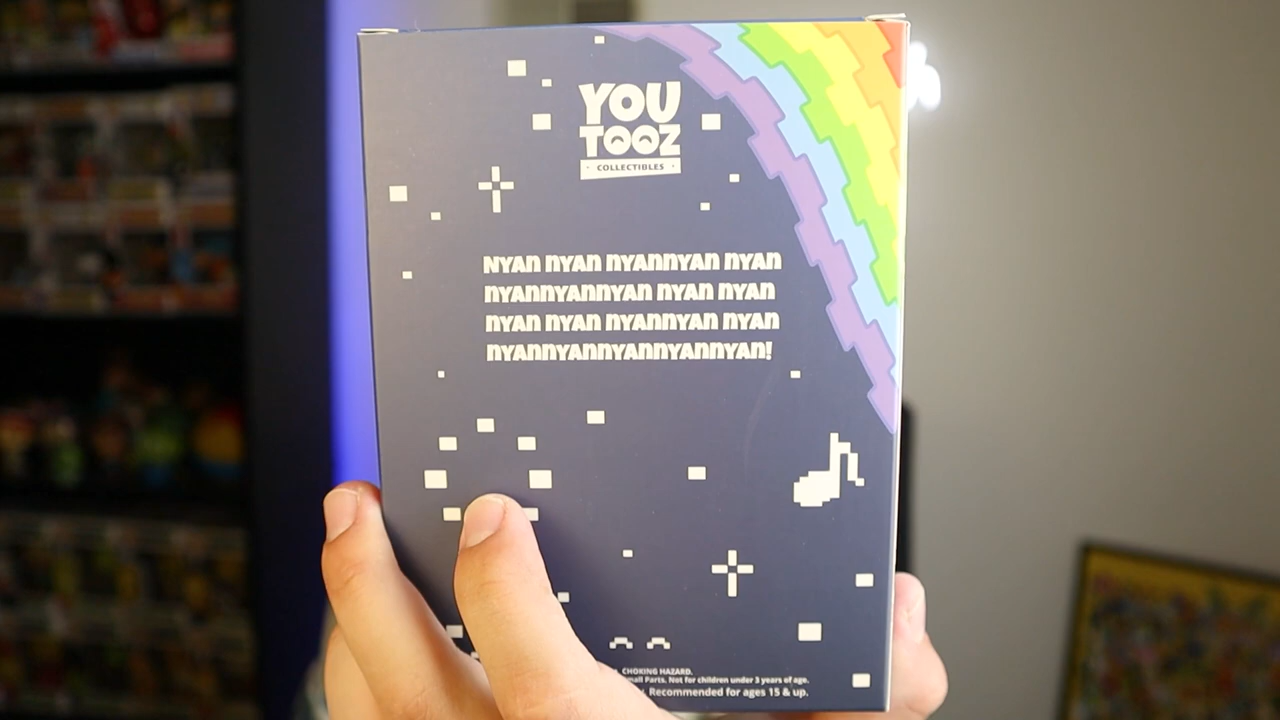 YOU
TOOZ
COLLECTIBLES
NYAN NYAN NYANNYAN NYAN
NYANNYANNYAN NYAN NYAN
NYAN NYAN NYANNYAN NYAN
NYANNYANNYANNYANNYAN!
CHOKING HAZARD.
Parts. Not for children under 3 years of age.
Recommended for ages 15 & up.